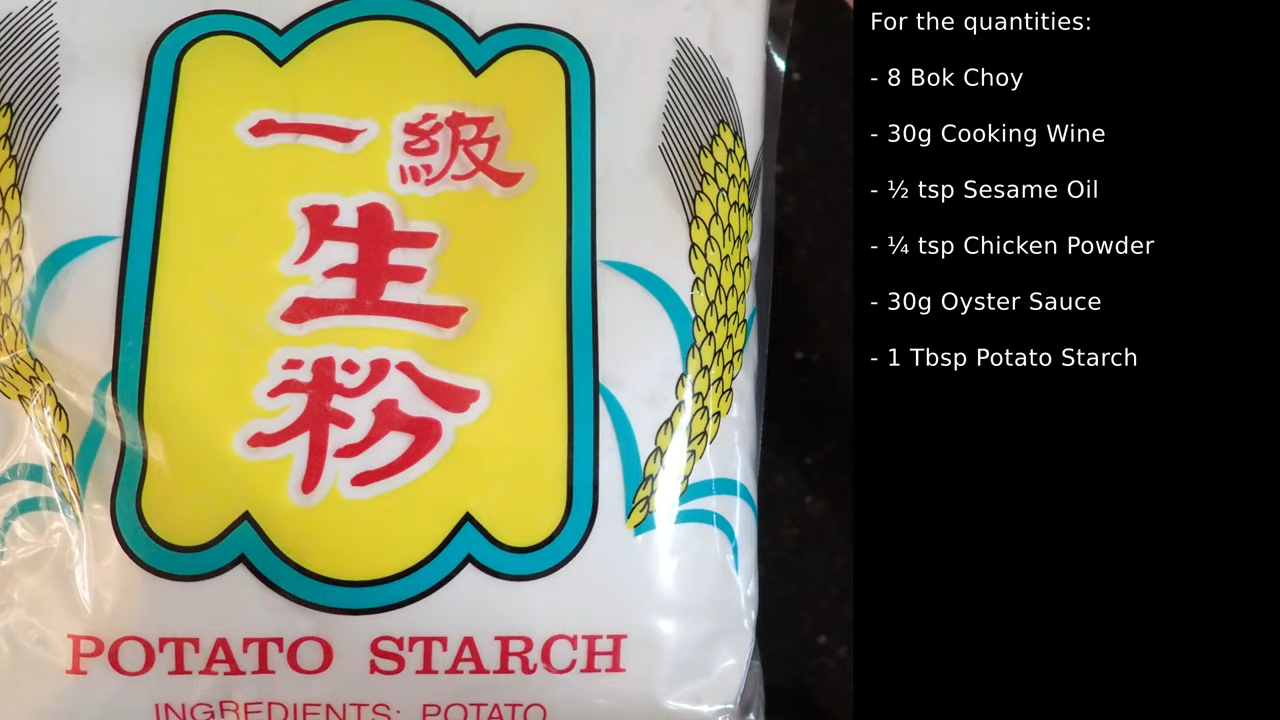 一級
生
粉
POTATO STARCH
INGREDIENTS: POTATO
For the quantities:
- 8 Bok Choy
- 30g Cooking Wine
- ½ tsp Sesame Oil
- ¼ tsp Chicken Powder
- 30g Oyster Sauce
- 1 Tbsp Potato Starch